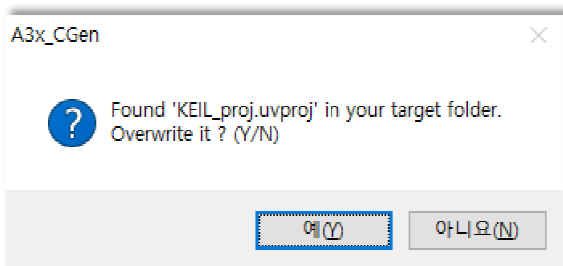 A3x_CGen
Found 'KEIL_proj.uvproj' in your target folder.
Overwrite it ? (Y/N)
예(Y)
아니요(N)